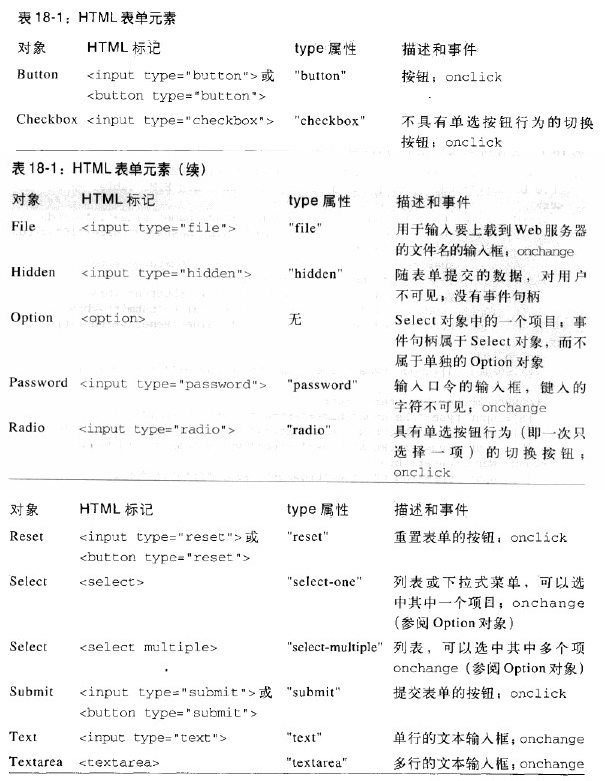 表 18-1：HTML 表单元素
对象 HTML 标记 type 属性 描述和事件
Button <input type="button">或 "button" 按钮；onclick
<button type="button">
Checkbox <input type="checkbox"> "checkbox" 不具有单选按钮行为的切换
按钮；onclick
表 18-1：HTML 表单元素（续）
对象 HTML 标记 type 属性 描述和事件
File <input type="file"> "file" 用于输入要上载到 Web 服务器
的文件名的输入框；onchange
Hidden <input type="hidden"> "hidden" 随表单提交的数据，对用户
不可见；没有事件句柄
Option <option> 无 Select 对象中的一个项目；事
件句柄属于 Select 对象，而不
属于单独的 Option 对象
Password <input type="password"> "password" 输入口令的输入框，键入的
字符不可见；onchange
Radio <input type="radio"> "radio" 具有单选按钮行为（即一次只
选择一项）的切换按钮；
onclick
对象 HTML 标记 type 属性 描述和事件
Reset <input type="reset">或 "reset" 重置表单的按钮；onclick
<button type="reset">
Select <select> "select-one" 列表或下拉式菜单，可以选
中其中一个项目；onchange
(参阅 Option 对象)
Select <select multiple> "select-multiple" 列表，可以选中其中多个项
onchange（参阅 Option 对象）
Submit <input type="submit">或 "submit" 提交表单的按钮；onclick
<button type="submit">
Text <input type="text"> "text" 单行的文本输入框；onchange
Textarea <textarea> "textarea" 多行的文本输入框；onchange